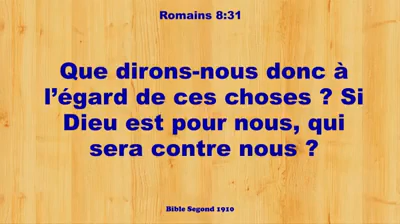 Romains 8:31
Que dirons-nous donc à
l’égard de ces choses ? Si
Dieu est pour nous, qui
sera contre nous ?
Bible Segond 1910